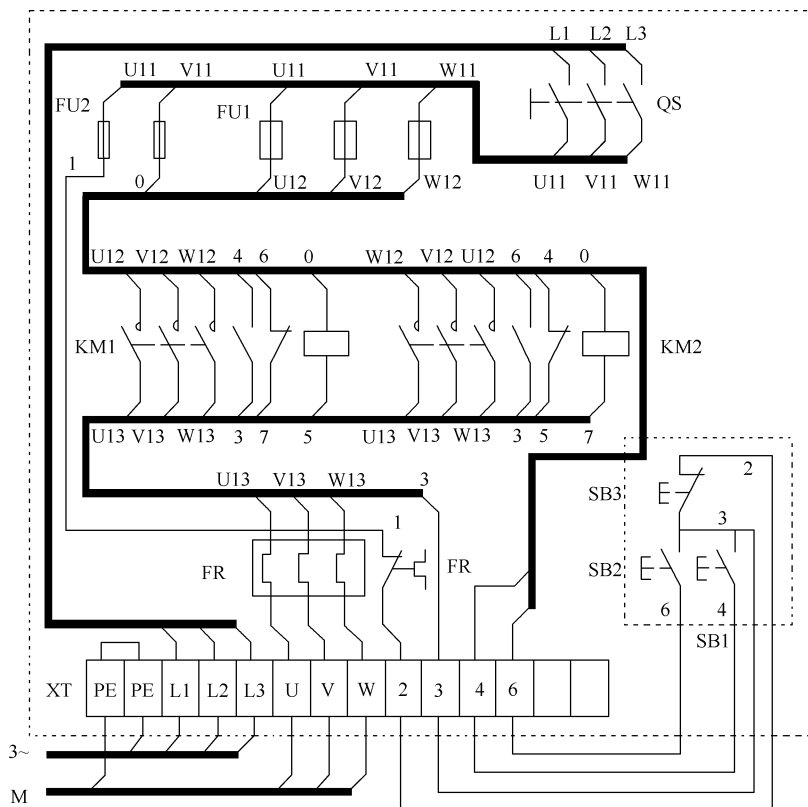 L1 L2 L3
U11 V11 U11 V11 W11
FU2 FU1 QS
1
0 U12 V12 W12 U11 V11 W11
U12 V12 W12 4 6 0 W12 V12 U12 6 4 0
KM1 KM2
U13 V13 W13 3 7 5 U13 V13 W13 3 5 7
U13 V13 W13 3
2
SB3
1 3
FR FR SB2
6 4
SB1
XT PE PE L1 L2 L3 U V W 2 3 4 6
3~
M